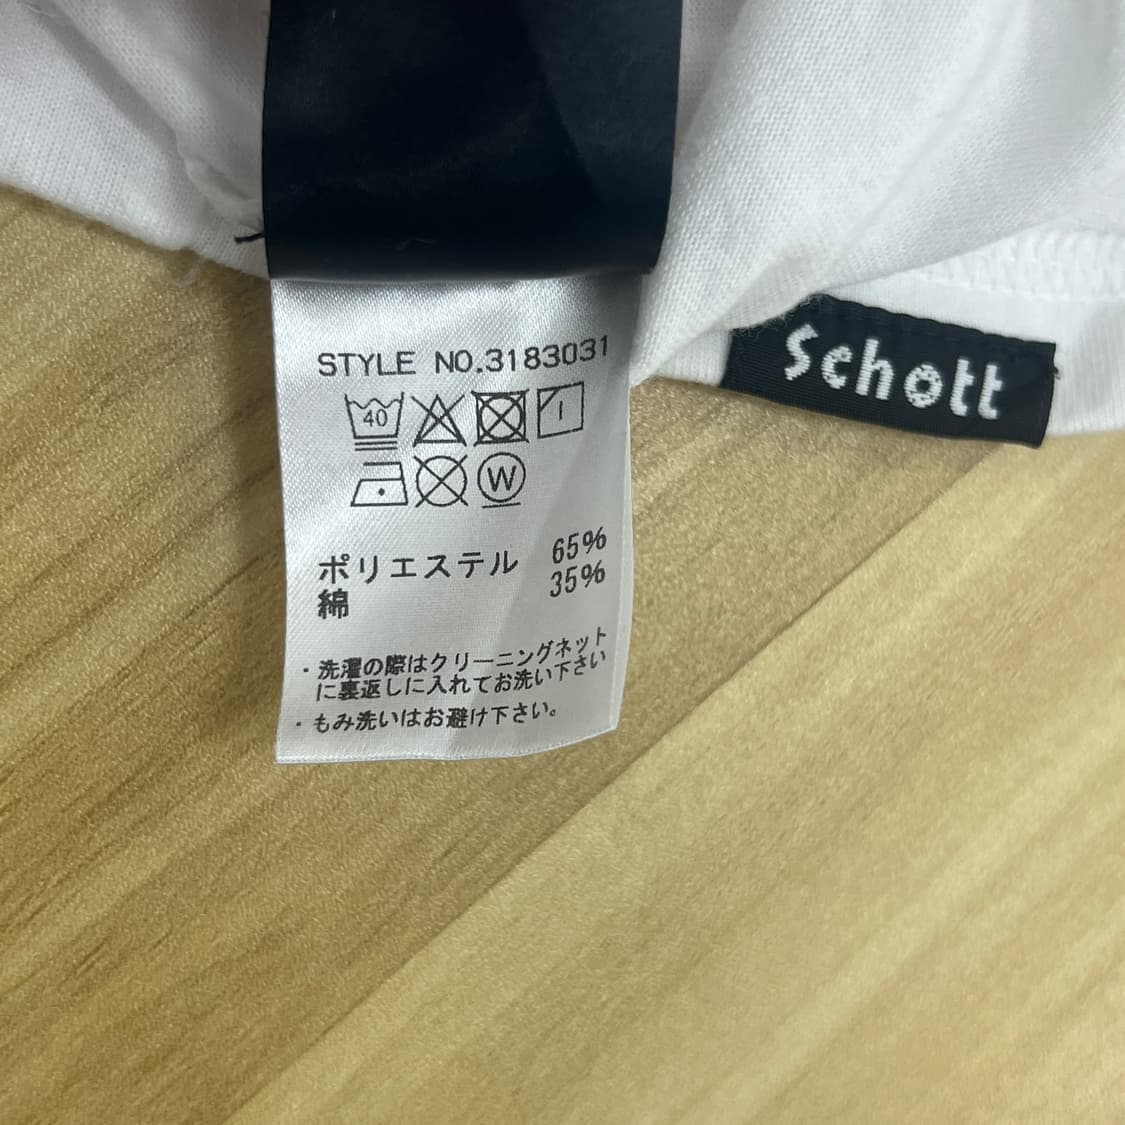 STYLE NO.3183031
Schott
40
W
ポリエステル 65%
綿 35%
・洗濯の際はクリーニングネット
に裏返しに入れてお洗い下さい
・もみ洗いはお避け下さい。